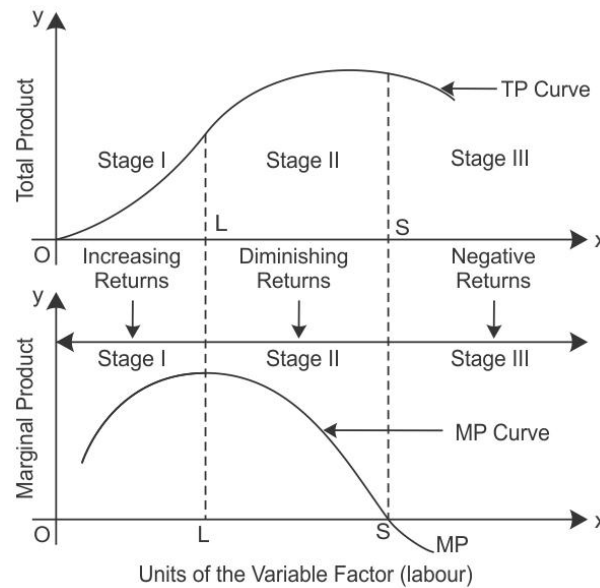 y
Total Product
TP Curve
Stage I
Stage II
Stage III
L
S
O
x
Increasing
Returns
Diminishing
Returns
Negative
Returns
y
Stage I
Stage II
Stage III
Marginal Product
MP Curve
O
L
S
x
MP
Units of the Variable Factor (labour)